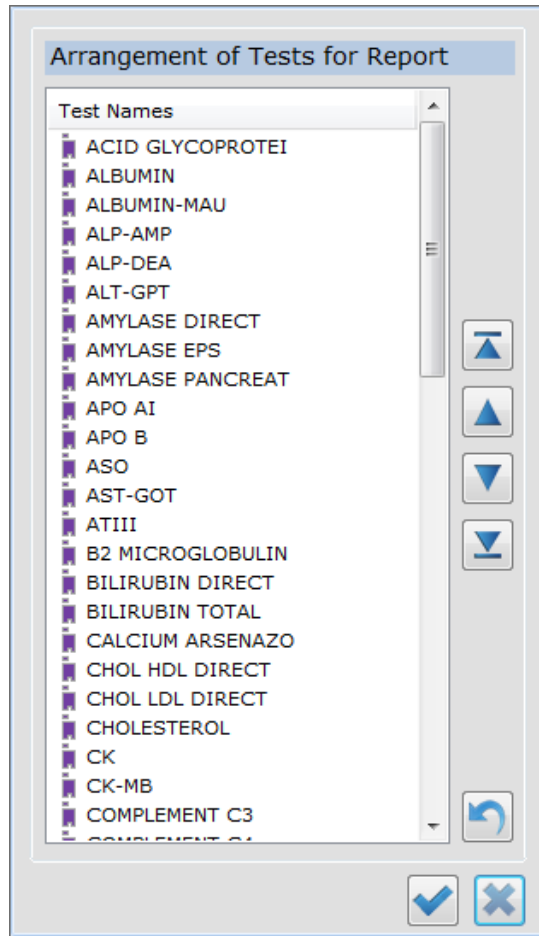 Arrangement of Tests for Report
Test Names
ACID GLYCOPROTEI
ALBUMIN
ALBUMIN-MAU
ALP-AMP
ALP-DEA
ALT-GPT
AMYLASE DIRECT
AMYLASE EPS
AMYLASE PANCREAT
APO AI
APO B
ASO
AST-GOT
ATIII
B2 MICROGLOBULIN
BILIRUBIN DIRECT
BILIRUBIN TOTAL
CALCIUM ARSENAZO
CHOL HDL DIRECT
CHOL LDL DIRECT
CHOLESTEROL
CK
CK-MB
COMPLEMENT C3
COMPLEMENT